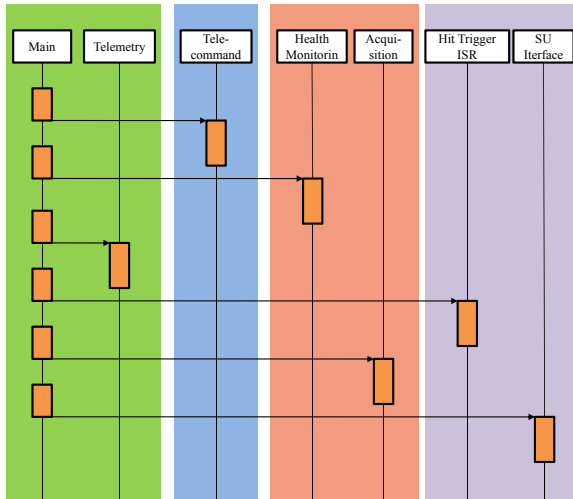 Main
Telemetry
Tele-
command
Health
Monitorin
Acqui-
sition
Hit Trigger
ISR
SU
Iterface